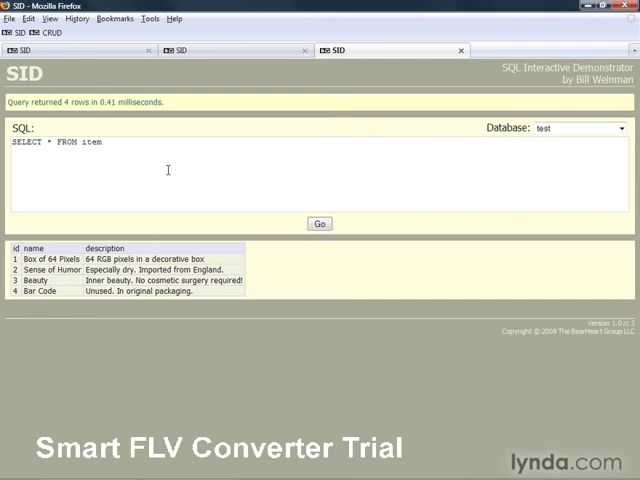 SID - Mozilla Firefox
File Edit View History Bookmarks Tools Help
SID CRUD
SID SID SID
SID
SQL Interactive Demonstrator
by Bill Weinman
Query returned 4 rows in 0.41 milliseconds.
SQL: Database: test
SELECT * FROM item
Go
id name description
1 Box of 64 Pixels 64 RGB pixels in a decorative box
2 Sense of Humor Especially dry. Imported from England.
3 Beauty Inner beauty. No cosmetic surgery required!
4 Bar Code Unused. In original packaging.
Version 1.0 rc 3
Copyright © 2009 The BearHeart Group LLC
Smart FLV Converter Trial
lynda.com